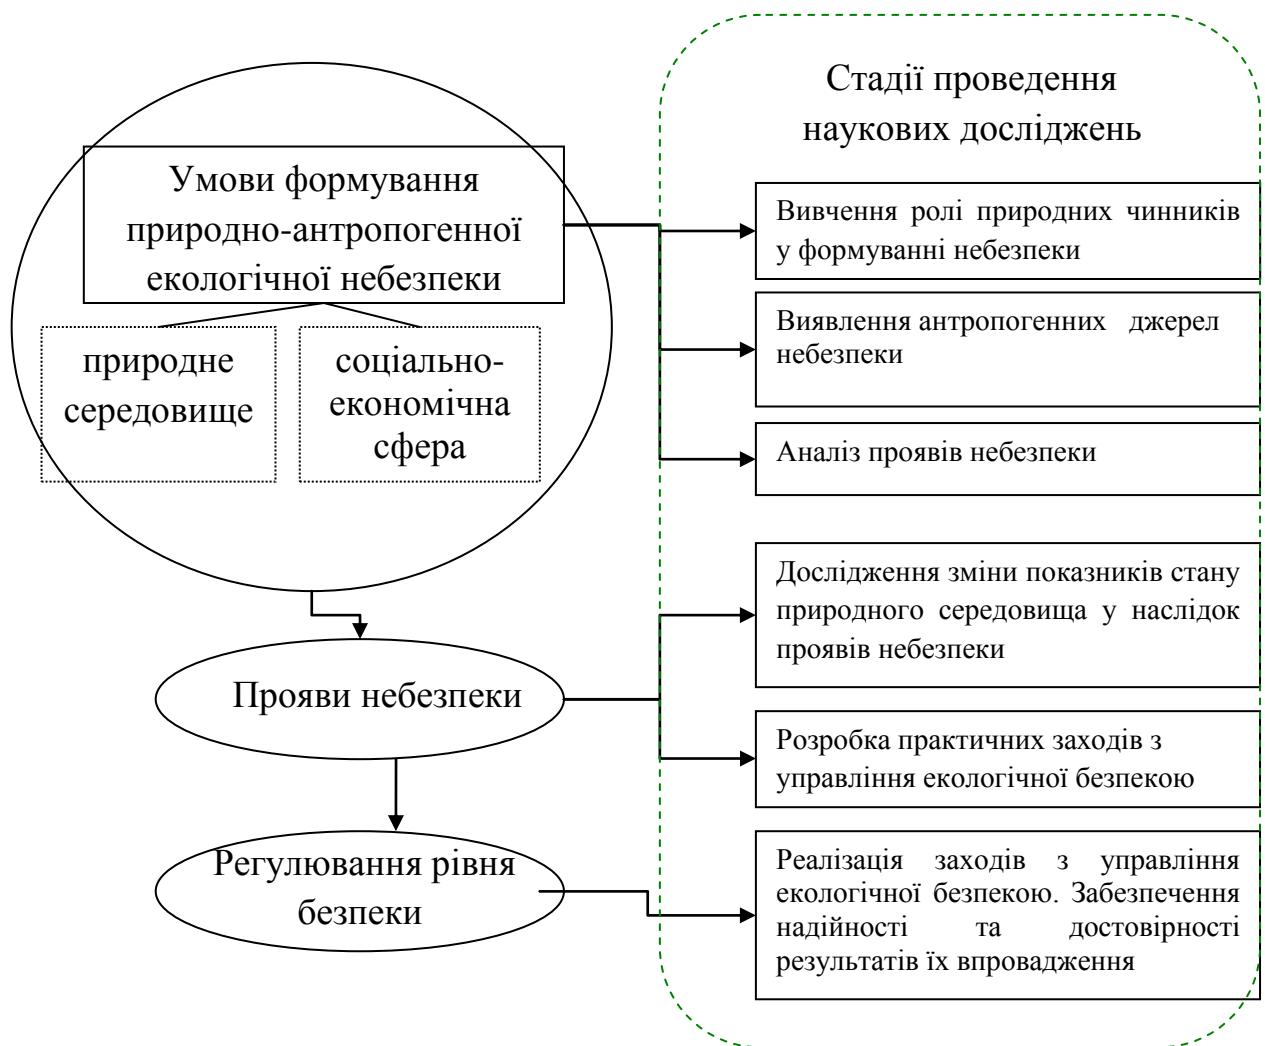 Умови формування
природно-антропогенної
екологічної небезпеки
природне
середовище
соціально-
економічна
сфера
Прояви небезпеки
Регулювання рівня
безпеки
Стадії проведення
наукових досліджень
Вивчення ролі природних чинників
у формуванні небезпеки
Виявлення антропогенних джерел
небезпеки
Аналіз проявів небезпеки
Дослідження зміни показників стану
природного середовища у наслідок
проявів небезпеки
Розробка практичних заходів з
управління екологічної безпекою
Реалізація заходів з управління
екологічної безпекою. Забезпечення
надійності та достовірності
результатів їх впровадження